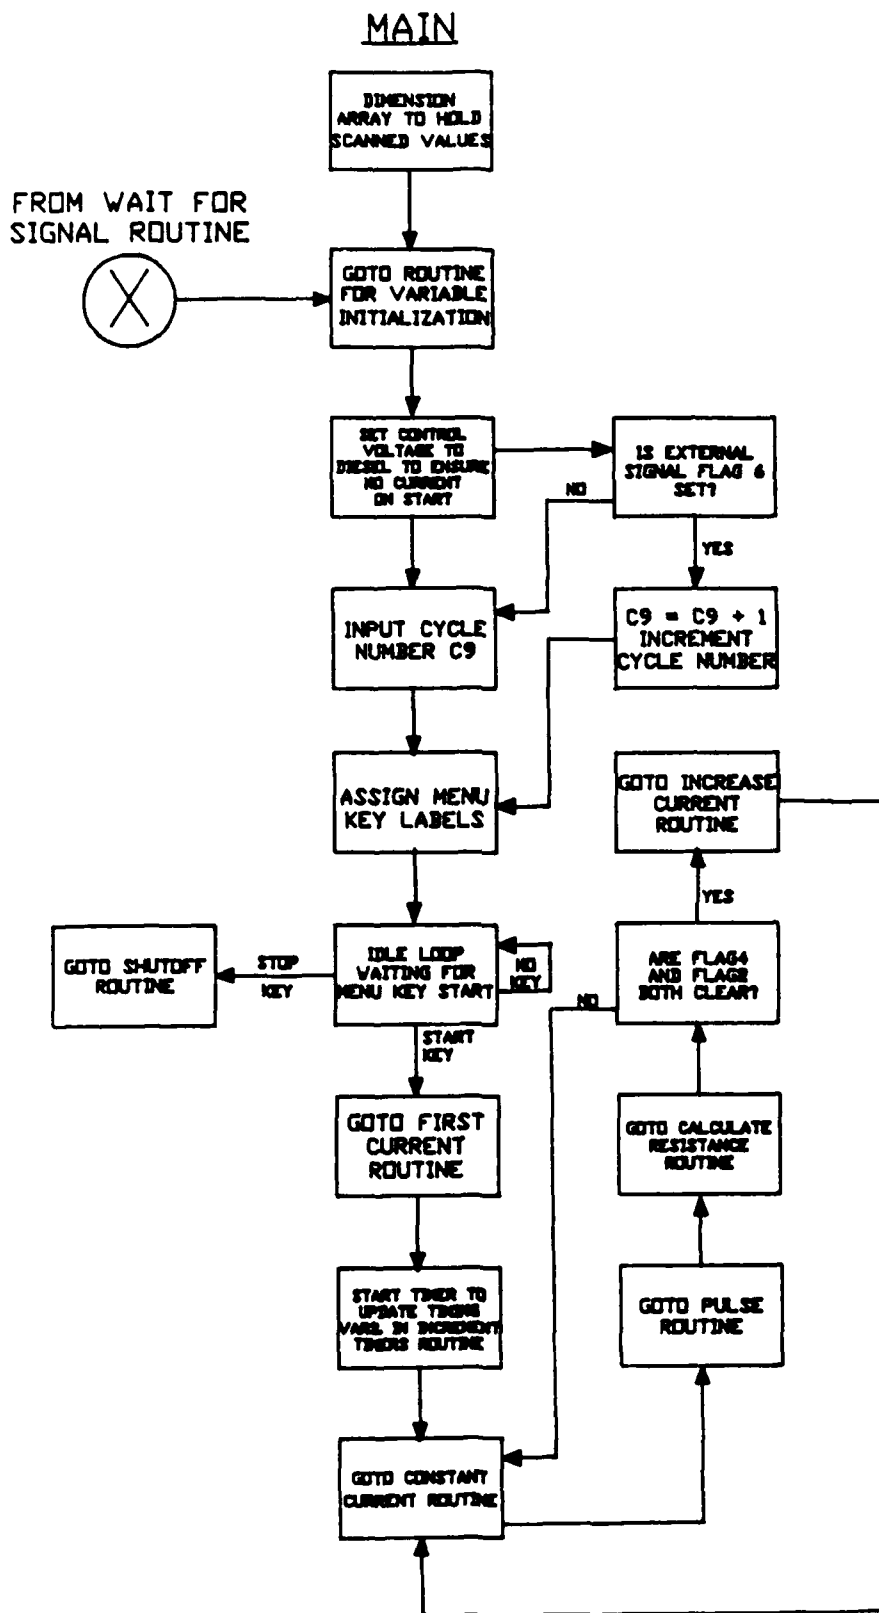 MAIN
DIMENSION
ARRAY TO HOLD
SCANNED VALUES
FROM WAIT FOR
SIGNAL ROUTINE
X
GOTO ROUTINE
FOR VARIABLE
INITIALIZATION
SET CONTROL
VOLTAGE TO
DIESEL TO ENSURE
NO CURRENT
ON START
IS EXTERNAL
SIGNAL FLAG 6
SET?
NO
YES
INPUT CYCLE
NUMBER C9
C9 = C9 + 1
INCREMENT
CYCLE NUMBER
ASSIGN MENU
KEY LABELS
GOTO INCREASE
CURRENT
ROUTINE
YES
GOTO SHUTOFF
ROUTINE
STOP
KEY
IDLE LOOP
WAITING FOR
MENU KEY START
NO
KEY
ARE FLAG4
AND FLAG2
BOTH CLEAR?
NO
START
KEY
GOTO FIRST
CURRENT
ROUTINE
GOTO CALCULATE
RESISTANCE
ROUTINE
START TIMER TO
UPDATE TIMING
VARS. IN INCREMENT
TIMERS ROUTINE
GOTO PULSE
ROUTINE
GOTO CONSTANT
CURRENT ROUTINE